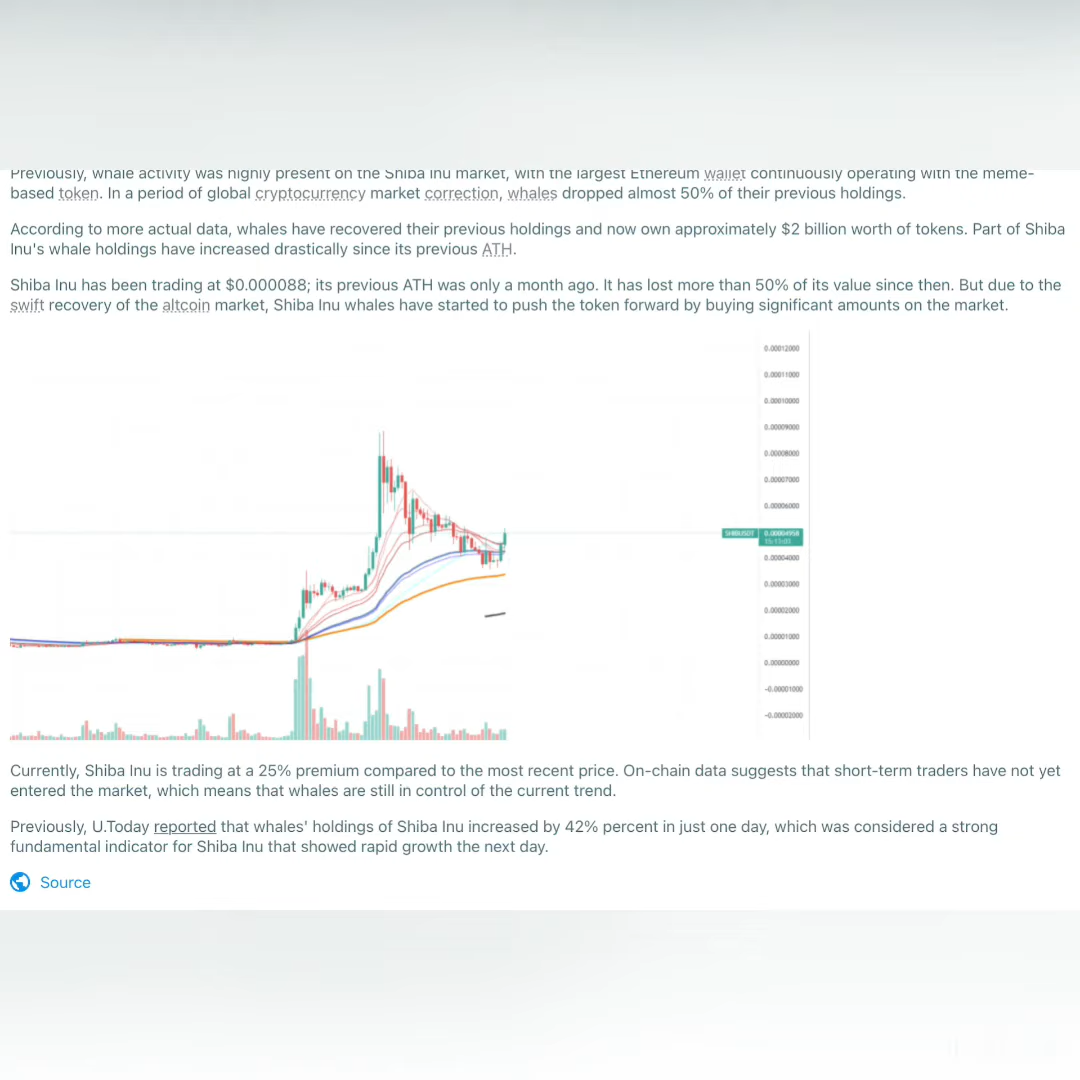 Previously, whale activity was highly present on the Shiba Inu market, with the largest Ethereum wallet continuously operating with the meme-
based token. In a period of global cryptocurrency market correction, whales dropped almost 50% of their previous holdings.
According to more actual data, whales have recovered their previous holdings and now own approximately $2 billion worth of tokens. Part of Shiba
Inu's whale holdings have increased drastically since its previous ATH.
Shiba Inu has been trading at $0.000088; its previous ATH was only a month ago. It has lost more than 50% of its value since then. But due to the
swift recovery of the altcoin market, Shiba Inu whales have started to push the token forward by buying significant amounts on the market.
0.00012000
0.00011000
0.00010000
0.00009000
0.00008000
0.00007000
0.00006000
SHIBUSDT 0.00004958
0.00004000
0.00003000
0.00002000
0.00001000
0.00000000
-0.00001000
-0.00002000
Currently, Shiba Inu is trading at a 25% premium compared to the most recent price. On-chain data suggests that short-term traders have not yet
entered the market, which means that whales are still in control of the current trend.
Previously, U.Today reported that whales' holdings of Shiba Inu increased by 42% percent in just one day, which was considered a strong
fundamental indicator for Shiba Inu that showed rapid growth the next day.
Source